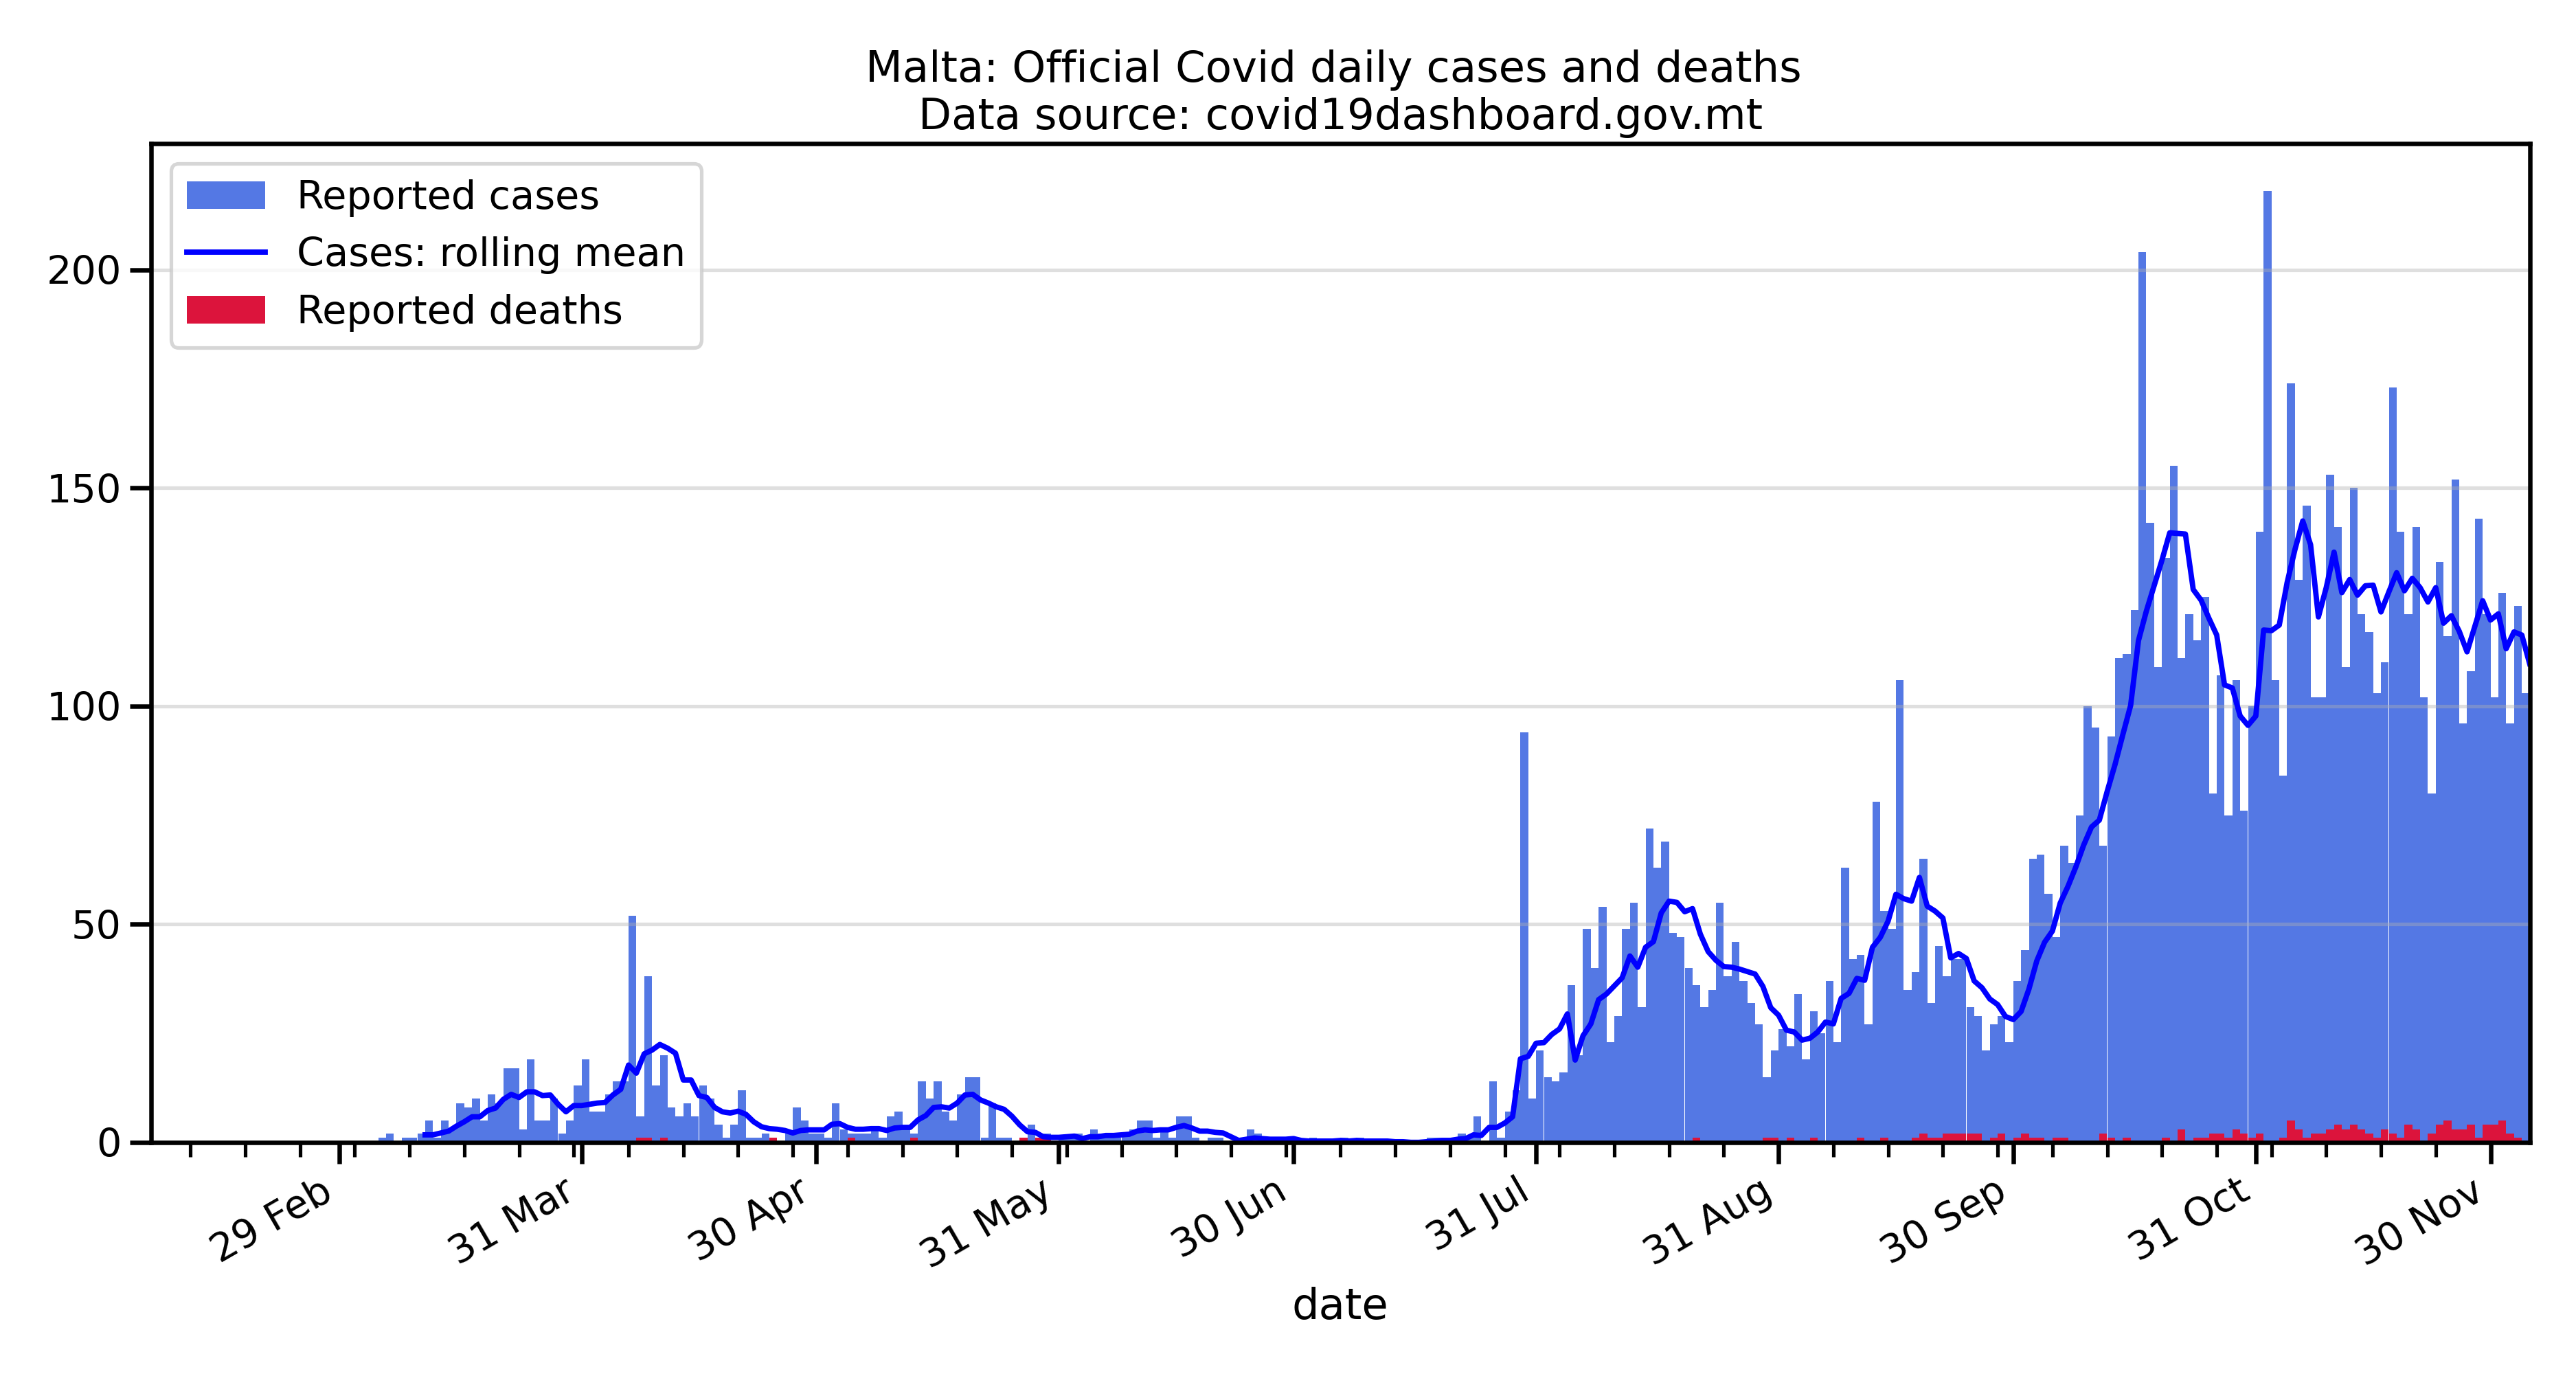 Malta: Official Covid daily cases and deaths
Data source: covid19dashboard.gov.mt
Reported cases
Cases: rolling mean
Reported deaths
200
150
100
50
0
29 Feb
31 Mar
30 Apr
31 May
30 Jun
31 Jul
31 Aug
30 Sep
31 Oct
30 Nov
date